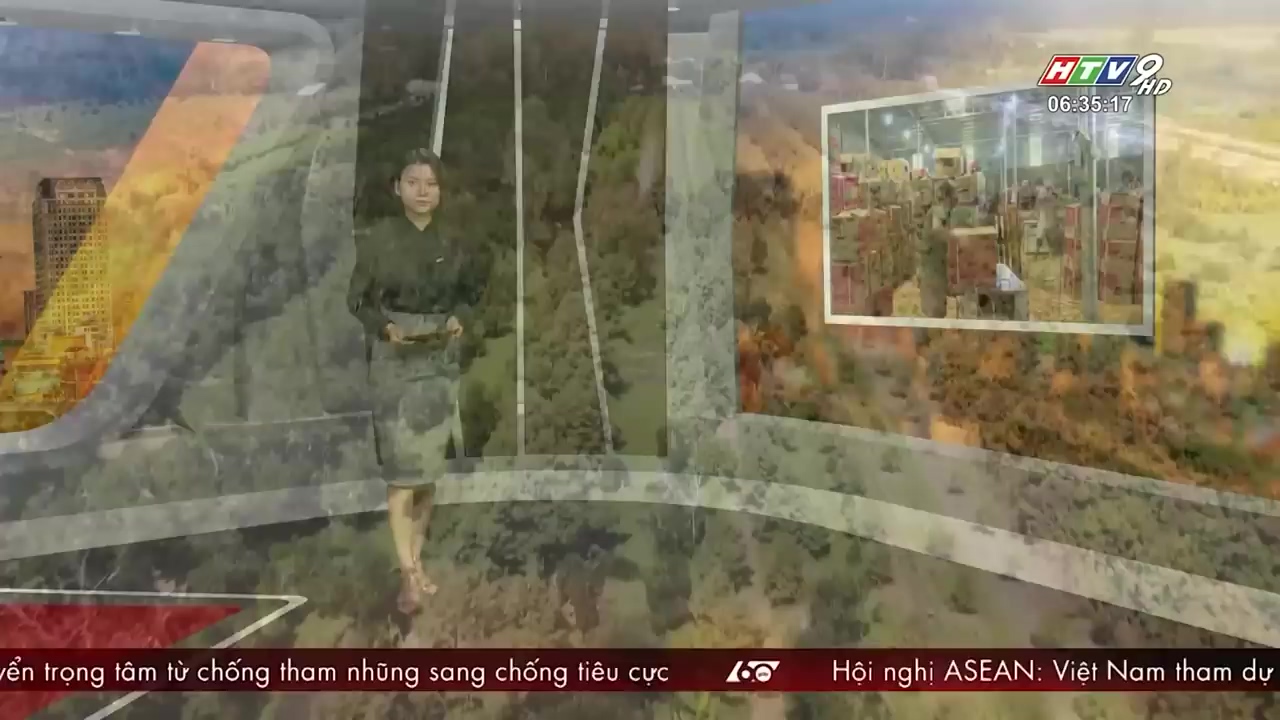 HTV9 HD
06:35:17
trọng tâm từ chống tham nhũng sang chống tiêu cực 60 Hội nghị ASEAN: Việt Nam tham dự